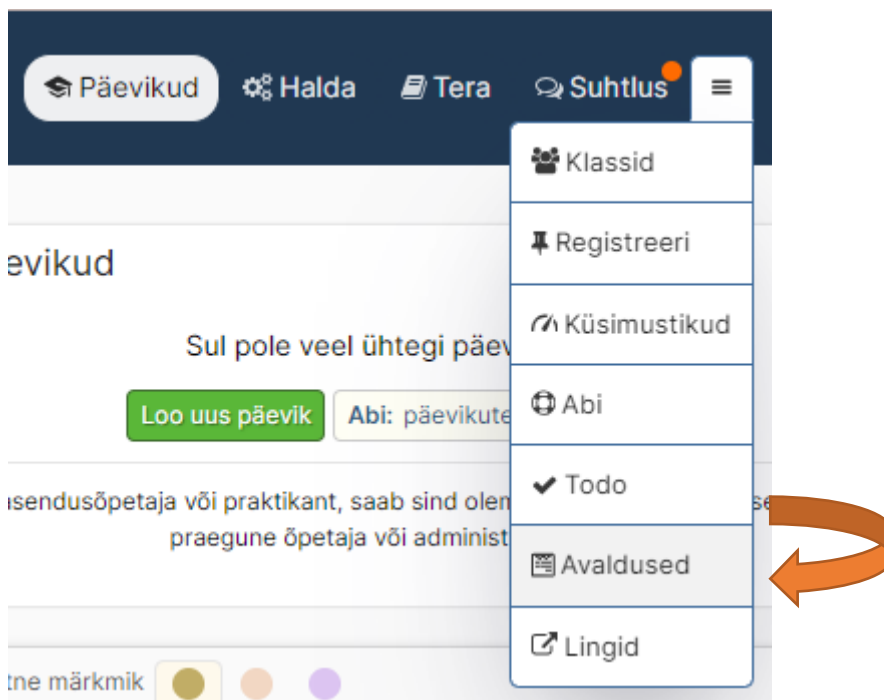 Päevikud Halda Tera Suhtlus
Klassid
Registreeri
Küsimustikud
Abi
Todo
Avaldused
Lingid
evikud
Sul pole veel ühtegi päev
Loo uus päevik Abi: päevikute
asendusõpetaja või praktikant, saab sind olem
praegune õpetaja või administ
tne märkmik